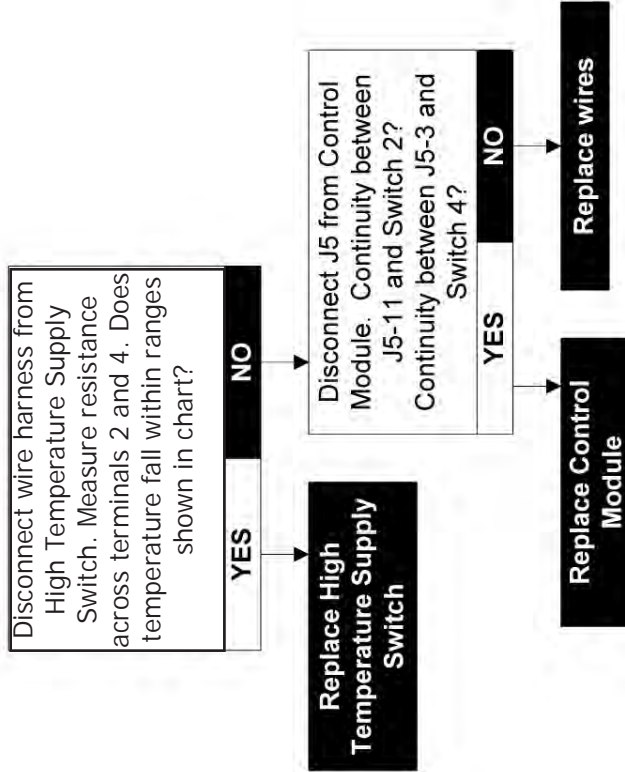 Disconnect wire harness from
High Temperature Supply
Switch. Measure resistance
across terminals 2 and 4. Does
temperature fall within ranges
shown in chart?
YES
NO
Replace High
Temperature Supply
Switch
Disconnect J5 from Control
Module. Continuity between
J5-11 and Switch 2?
Continuity between J5-3 and
Switch 4?
YES
NO
Replace Control
Module
Replace wires